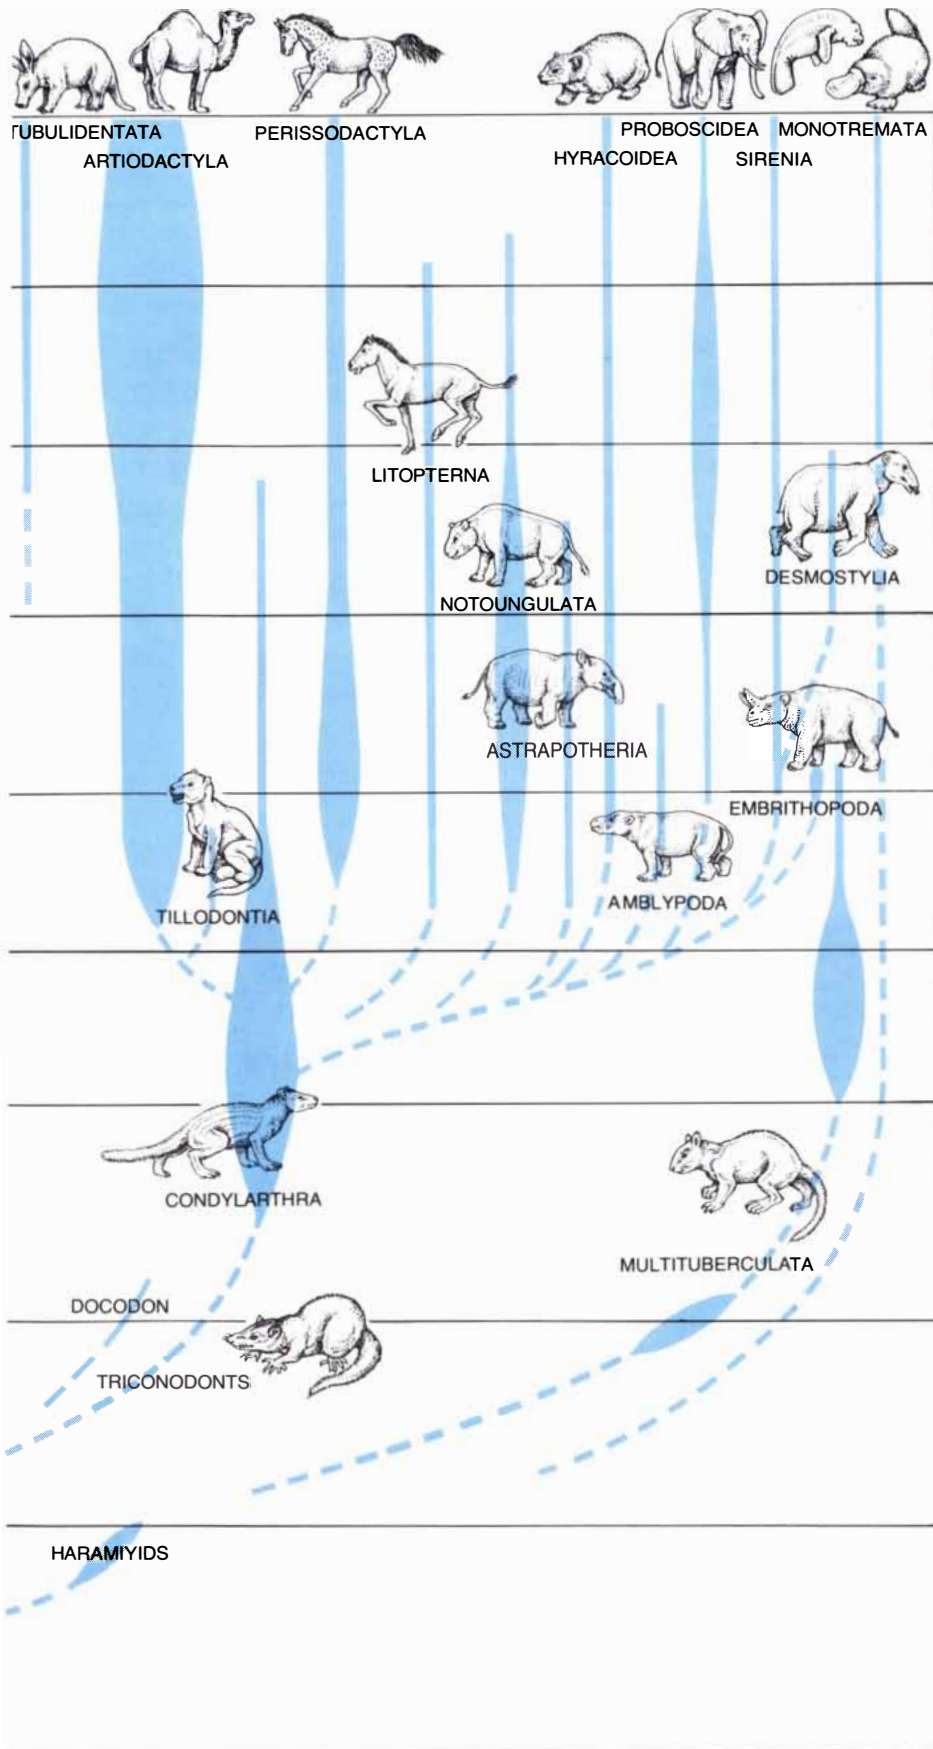 TUBULIDENTATA
ARTIODACTYLA
PERISSODACTYLA
HYRACOIDEA
PROBOSCIDEA
SIRENIA
MONOTREMATA
LITOPTERNA
DESMOSTYLIA
NOTOUNGULATA
ASTRAPOTHERIA
EMBRITHOPODA
AMBLYPODA
TILLODONTIA
CONDYLARTHRA
MULTITUBERCULATA
DOCODON
TRICONODONTS
HARAMIYIDS